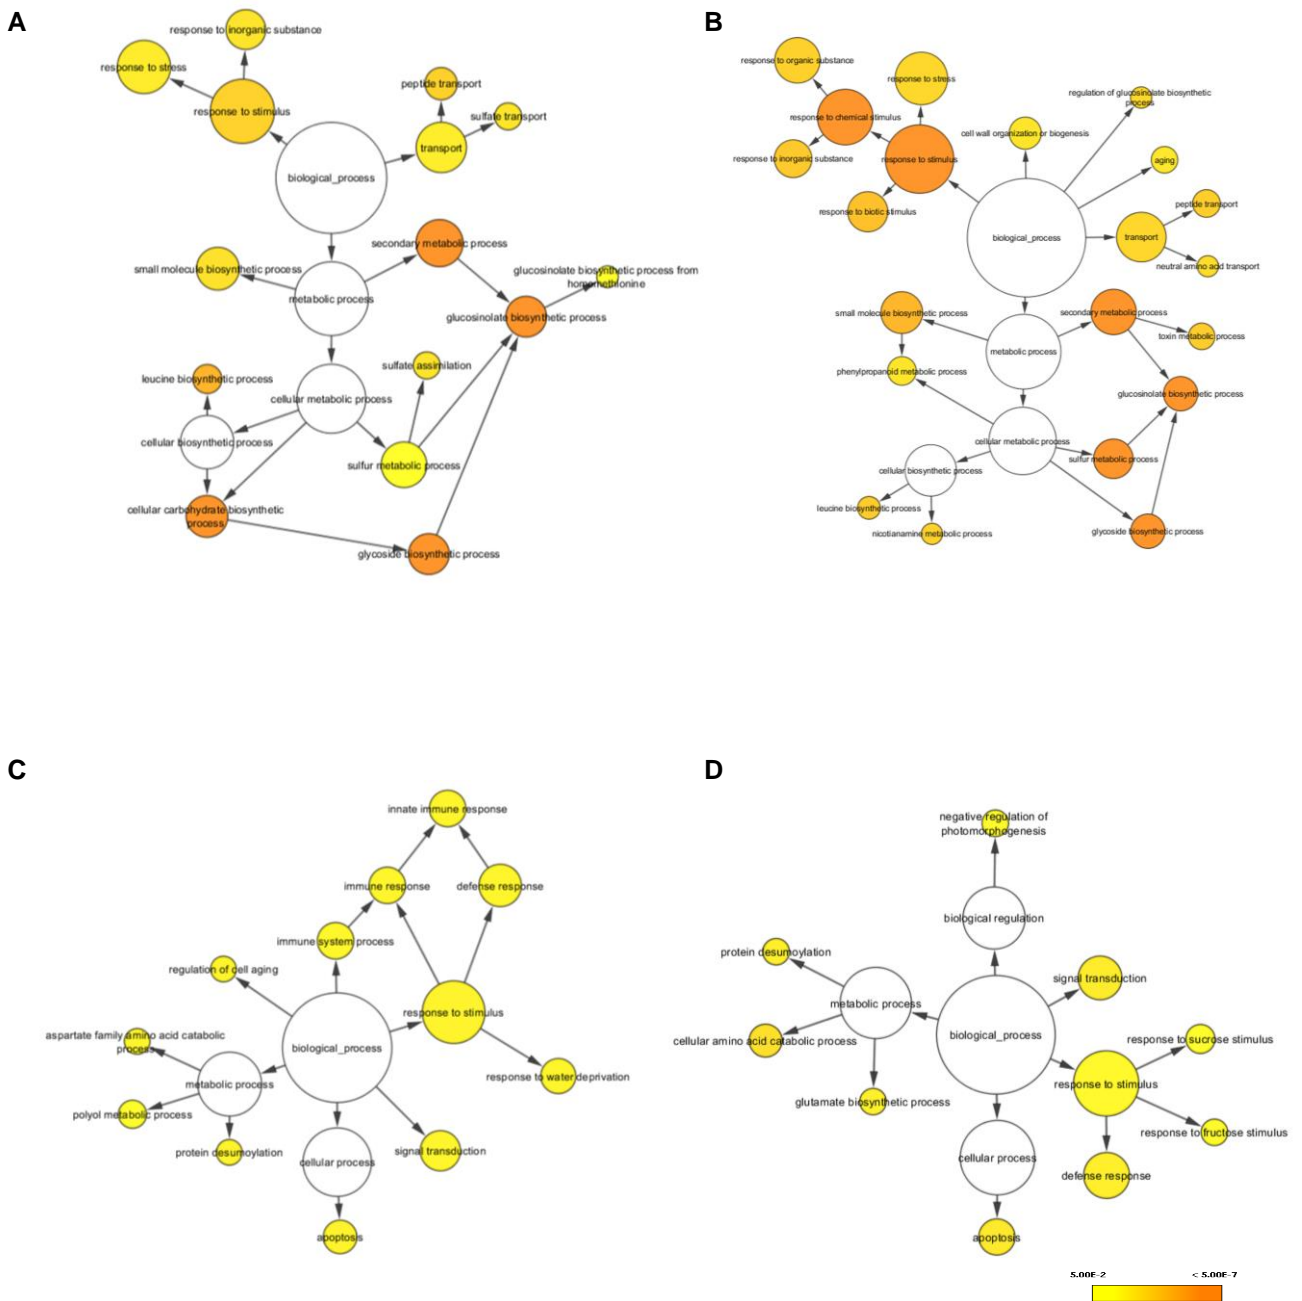 A
response to inorganic substance
response to stress
response to stimulus
peptide transport
sulfate transport
transport
biological_process
secondary metabolic process
small molecule biosynthetic process
glucosinolate biosynthetic process from
homomethionine
metabolic process
glucosinolate biosynthetic process
sulfate assimilation
leucine biosynthetic process
cellular metabolic process
cellular biosynthetic process
sulfur metabolic process
cellular carbohydrate biosynthetic
process
glycoside biosynthetic process
B
response to organic substance
response to stress
regulation of glucosinolate biosynthetic
process
response to chemical stimulus
cell wall organization or biogenesis
response to inorganic substance
response to stimulus
aging
response to biotic stimulus
peptide transport
biological_process
transport
neutral amino acid transport
small molecule biosynthetic process
secondary metabolic process
toxin metabolic process
metabolic process
phenylpropanoid metabolic process
glucosinolate biosynthetic process
cellular metabolic process
sulfur metabolic process
cellular biosynthetic process
leucine biosynthetic process
nicotianamine metabolic process
glycoside biosynthetic process
C
innate immune response
immune response
defense response
immune system process
regulation of cell aging
response to stimulus
aspartate family amino acid catabolic
process
biological_process
response to water deprivation
metabolic process
polyol metabolic process
protein desumoylation
signal transduction
cellular process
apoptosis
D
negative regulation of
photomorphogenesis
biological regulation
protein desumoylation
signal transduction
metabolic process
biological_process
cellular amino acid catabolic process
response to sucrose stimulus
response to stimulus
glutamate biosynthetic process
response to fructose stimulus
cellular process
defense response
apoptosis
5.00E-2 < 5.00E-7